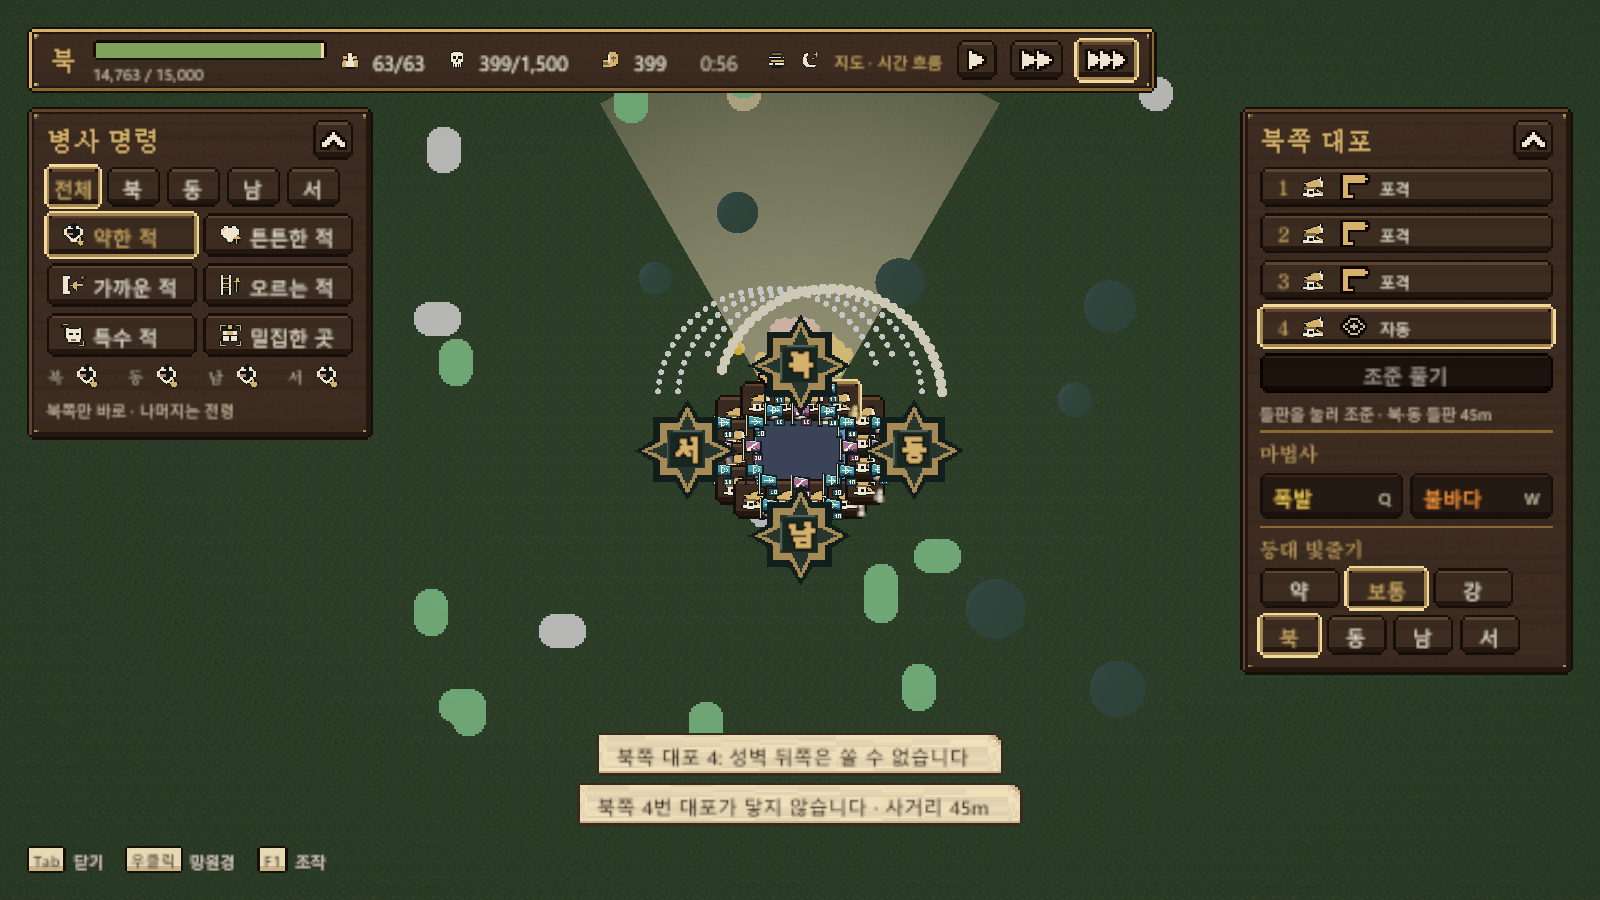 북
14,763 / 15,000
63/63
399/1,500
399
0:56
지도 · 시간 흐름
병사 명령
전체 북 동 남 서
약한 적 튼튼한 적
가까운 적 오르는 적
특수 적 밀집한 곳
북 동 남 서
북쪽만 바로 · 나머지는 전령
북
서
동
남
북쪽 대포
1 포격
2 포격
3 포격
4 자동
조준 풀기
들판을 눌러 조준 · 북·동 들판 45m
마법사
폭발 Q 불바다 W
등대 빛줄기
약 보통 강
북 동 남 서
북쪽 대포 4: 성벽 뒤쪽은 쏠 수 없습니다
북쪽 4번 대포가 닿지 않습니다 · 사거리 45m
Tab 닫기 우클릭 망원경 F1 조작